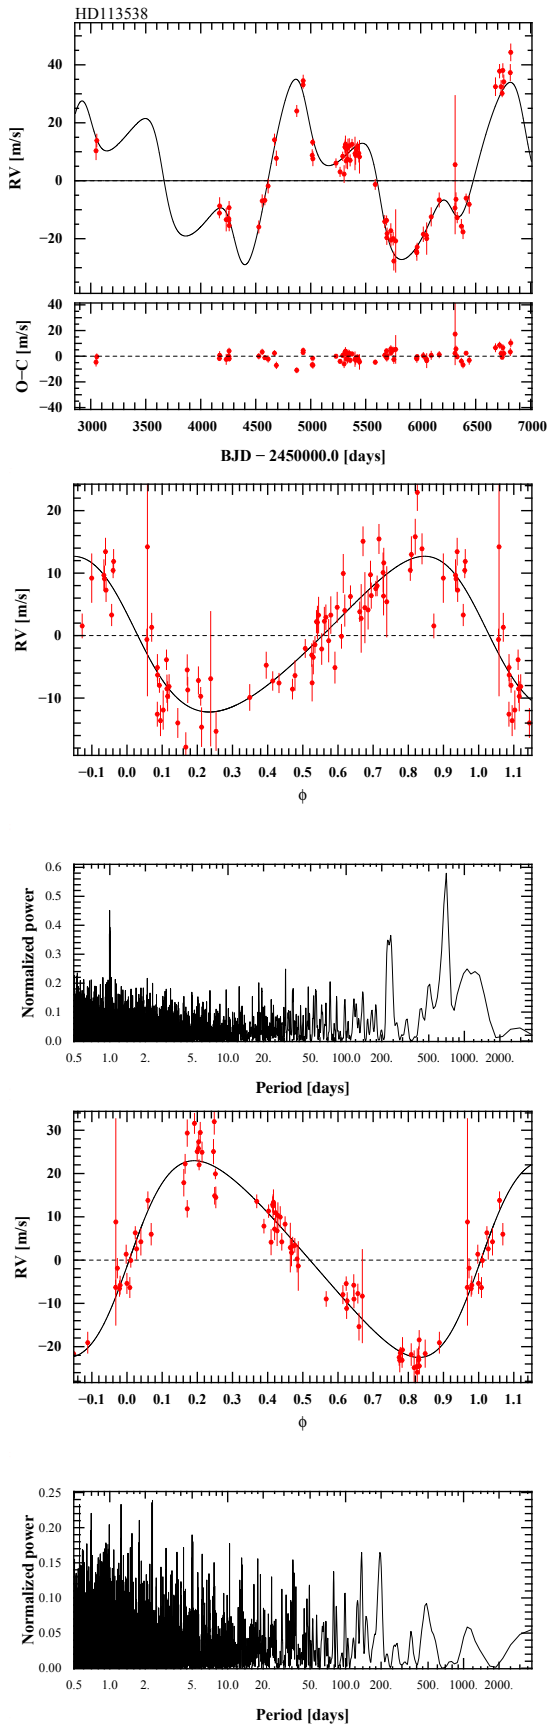 HD113538
40
20
0
−20
RV [m/s]
40
20
0
−20
−40
O−C [m/s]
3000 3500 4000 4500 5000 5500 6000 6500 7000
BJD − 2450000.0 [days]
20
10
0
−10
RV [m/s]
−0.1 0.0 0.1 0.2 0.3 0.4 0.5 0.6 0.7 0.8 0.9 1.0 1.1
ϕ
0.6
0.5
0.4
0.3
0.2
0.1
0.0
Normalized power
0.5 1.0 2. 5. 10.0 20. 50. 100.0 200. 500. 1000. 2000.
Period [days]
30
20
10
0
−10
−20
RV [m/s]
−0.1 0.0 0.1 0.2 0.3 0.4 0.5 0.6 0.7 0.8 0.9 1.0 1.1
ϕ
0.25
0.20
0.15
0.10
0.05
0.00
Normalized power
0.5 1.0 2. 5. 10.0 20. 50. 100.0 200. 500. 1000. 2000.
Period [days]